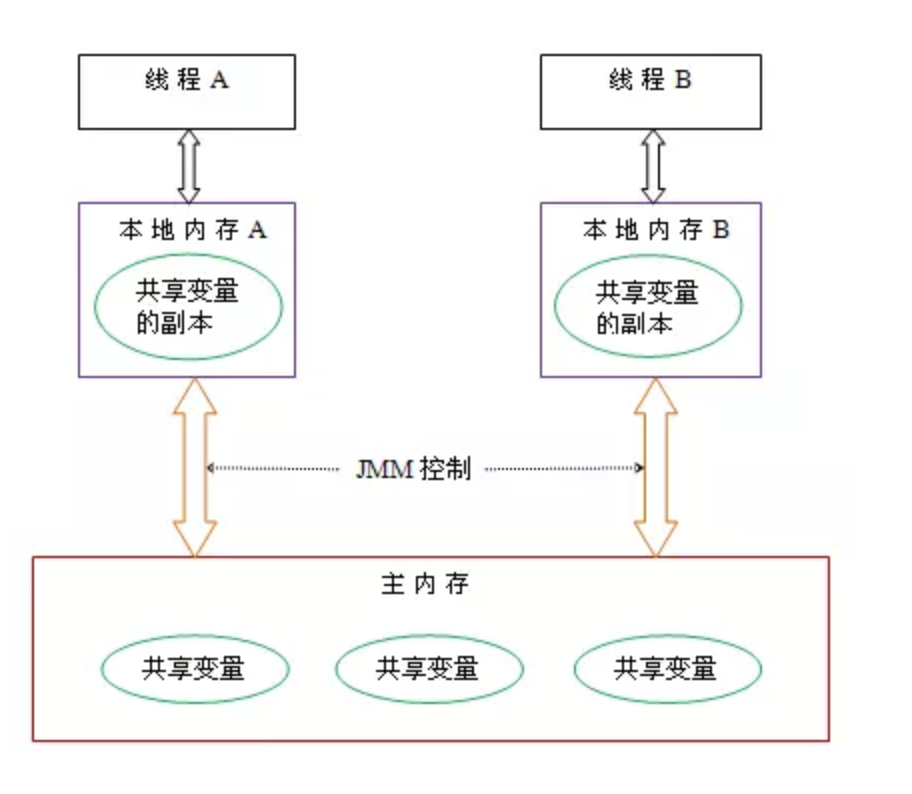 线程 A
线程 B
本地内存 A
本地内存 B
共享变量
的副本
共享变量
的副本
JMM 控制
主内存
共享变量
共享变量
共享变量